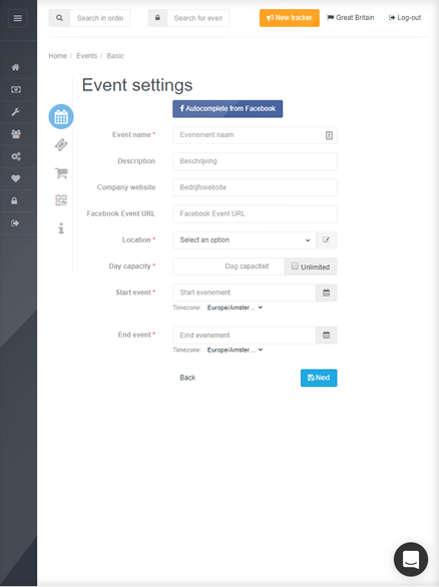 Search in orders
Search for even
New tracker
Great Britain
Log-out
Home / Events / Basic
Event settings
Autocomplete from Facebook
Event name * Evenement naam
Description Beschrijving
Company website Bedrijfswebsite
Facebook Event URL Facebook Event URL
Location * Select an option
Day capacity * Dag capaciteit Unlimited
Start event * Start evenement
Timezone: Europe/Amster...
End event * Eind evenement
Timezone: Europe/Amster...
Back Next